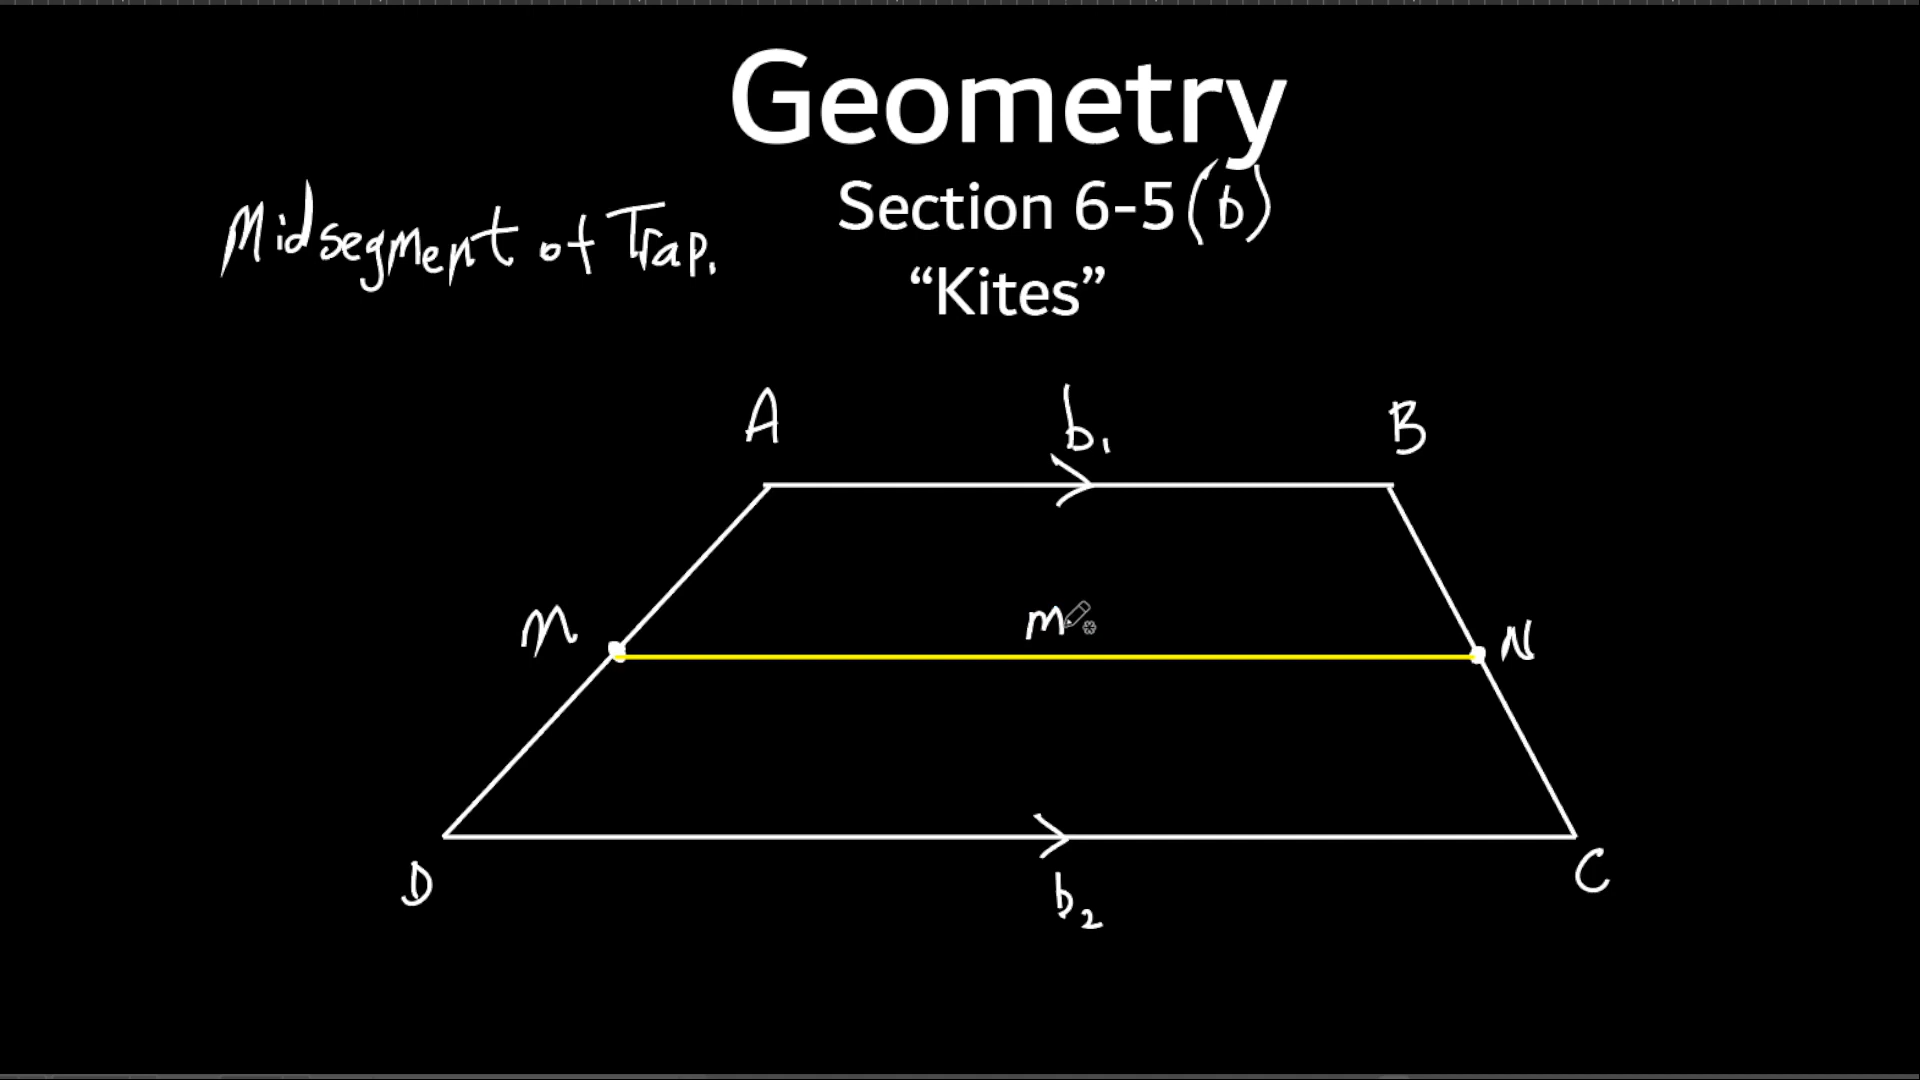 Geometry
Section 6-5 (b)
Midsegment of Trap.
“Kites”
A b₁ B
M m N
D b₂ C